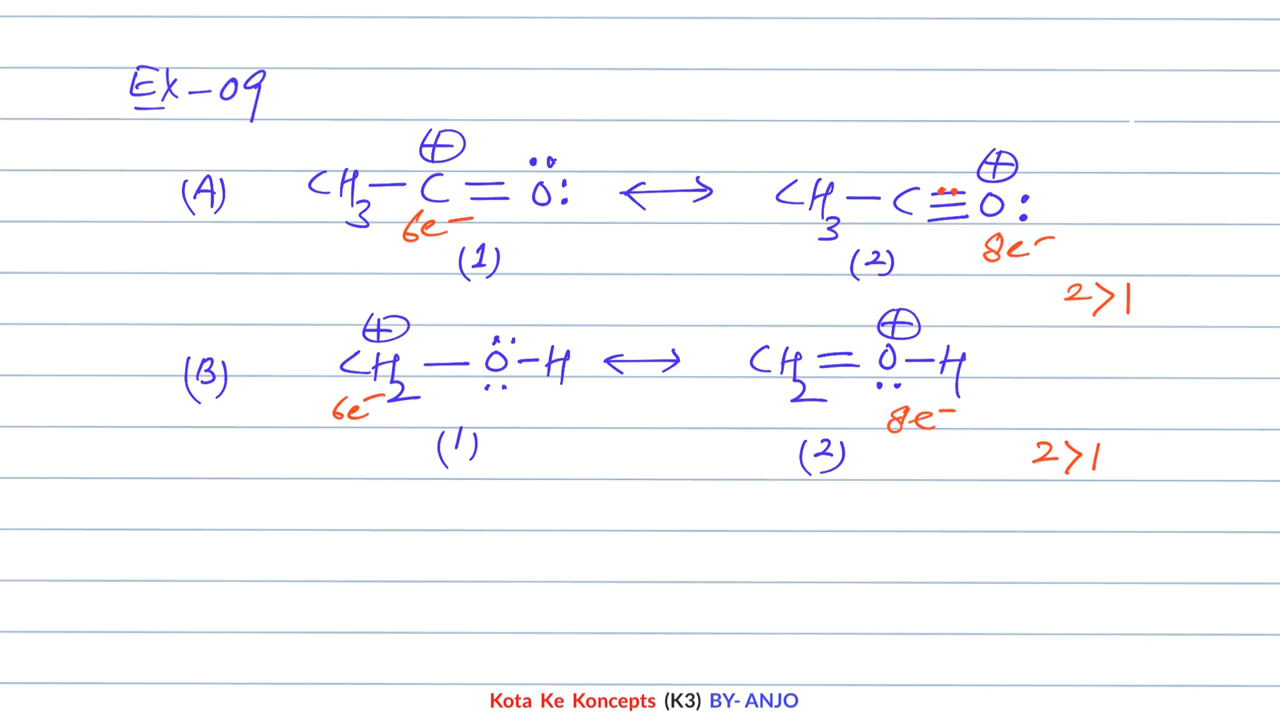 Ex-09
(A) CH₃—C⊕=Ö: ⟷ CH₃—C≡O⊕:
6e⁻ 8e⁻
(1) (2)
2>1
(B) ⊕CH₂—Ö̤—H ⟷ CH₂=O̤⊕—H
6e⁻ 8e⁻
(1) (2) 2>1
Kota Ke Koncepts (K3) BY- ANJO